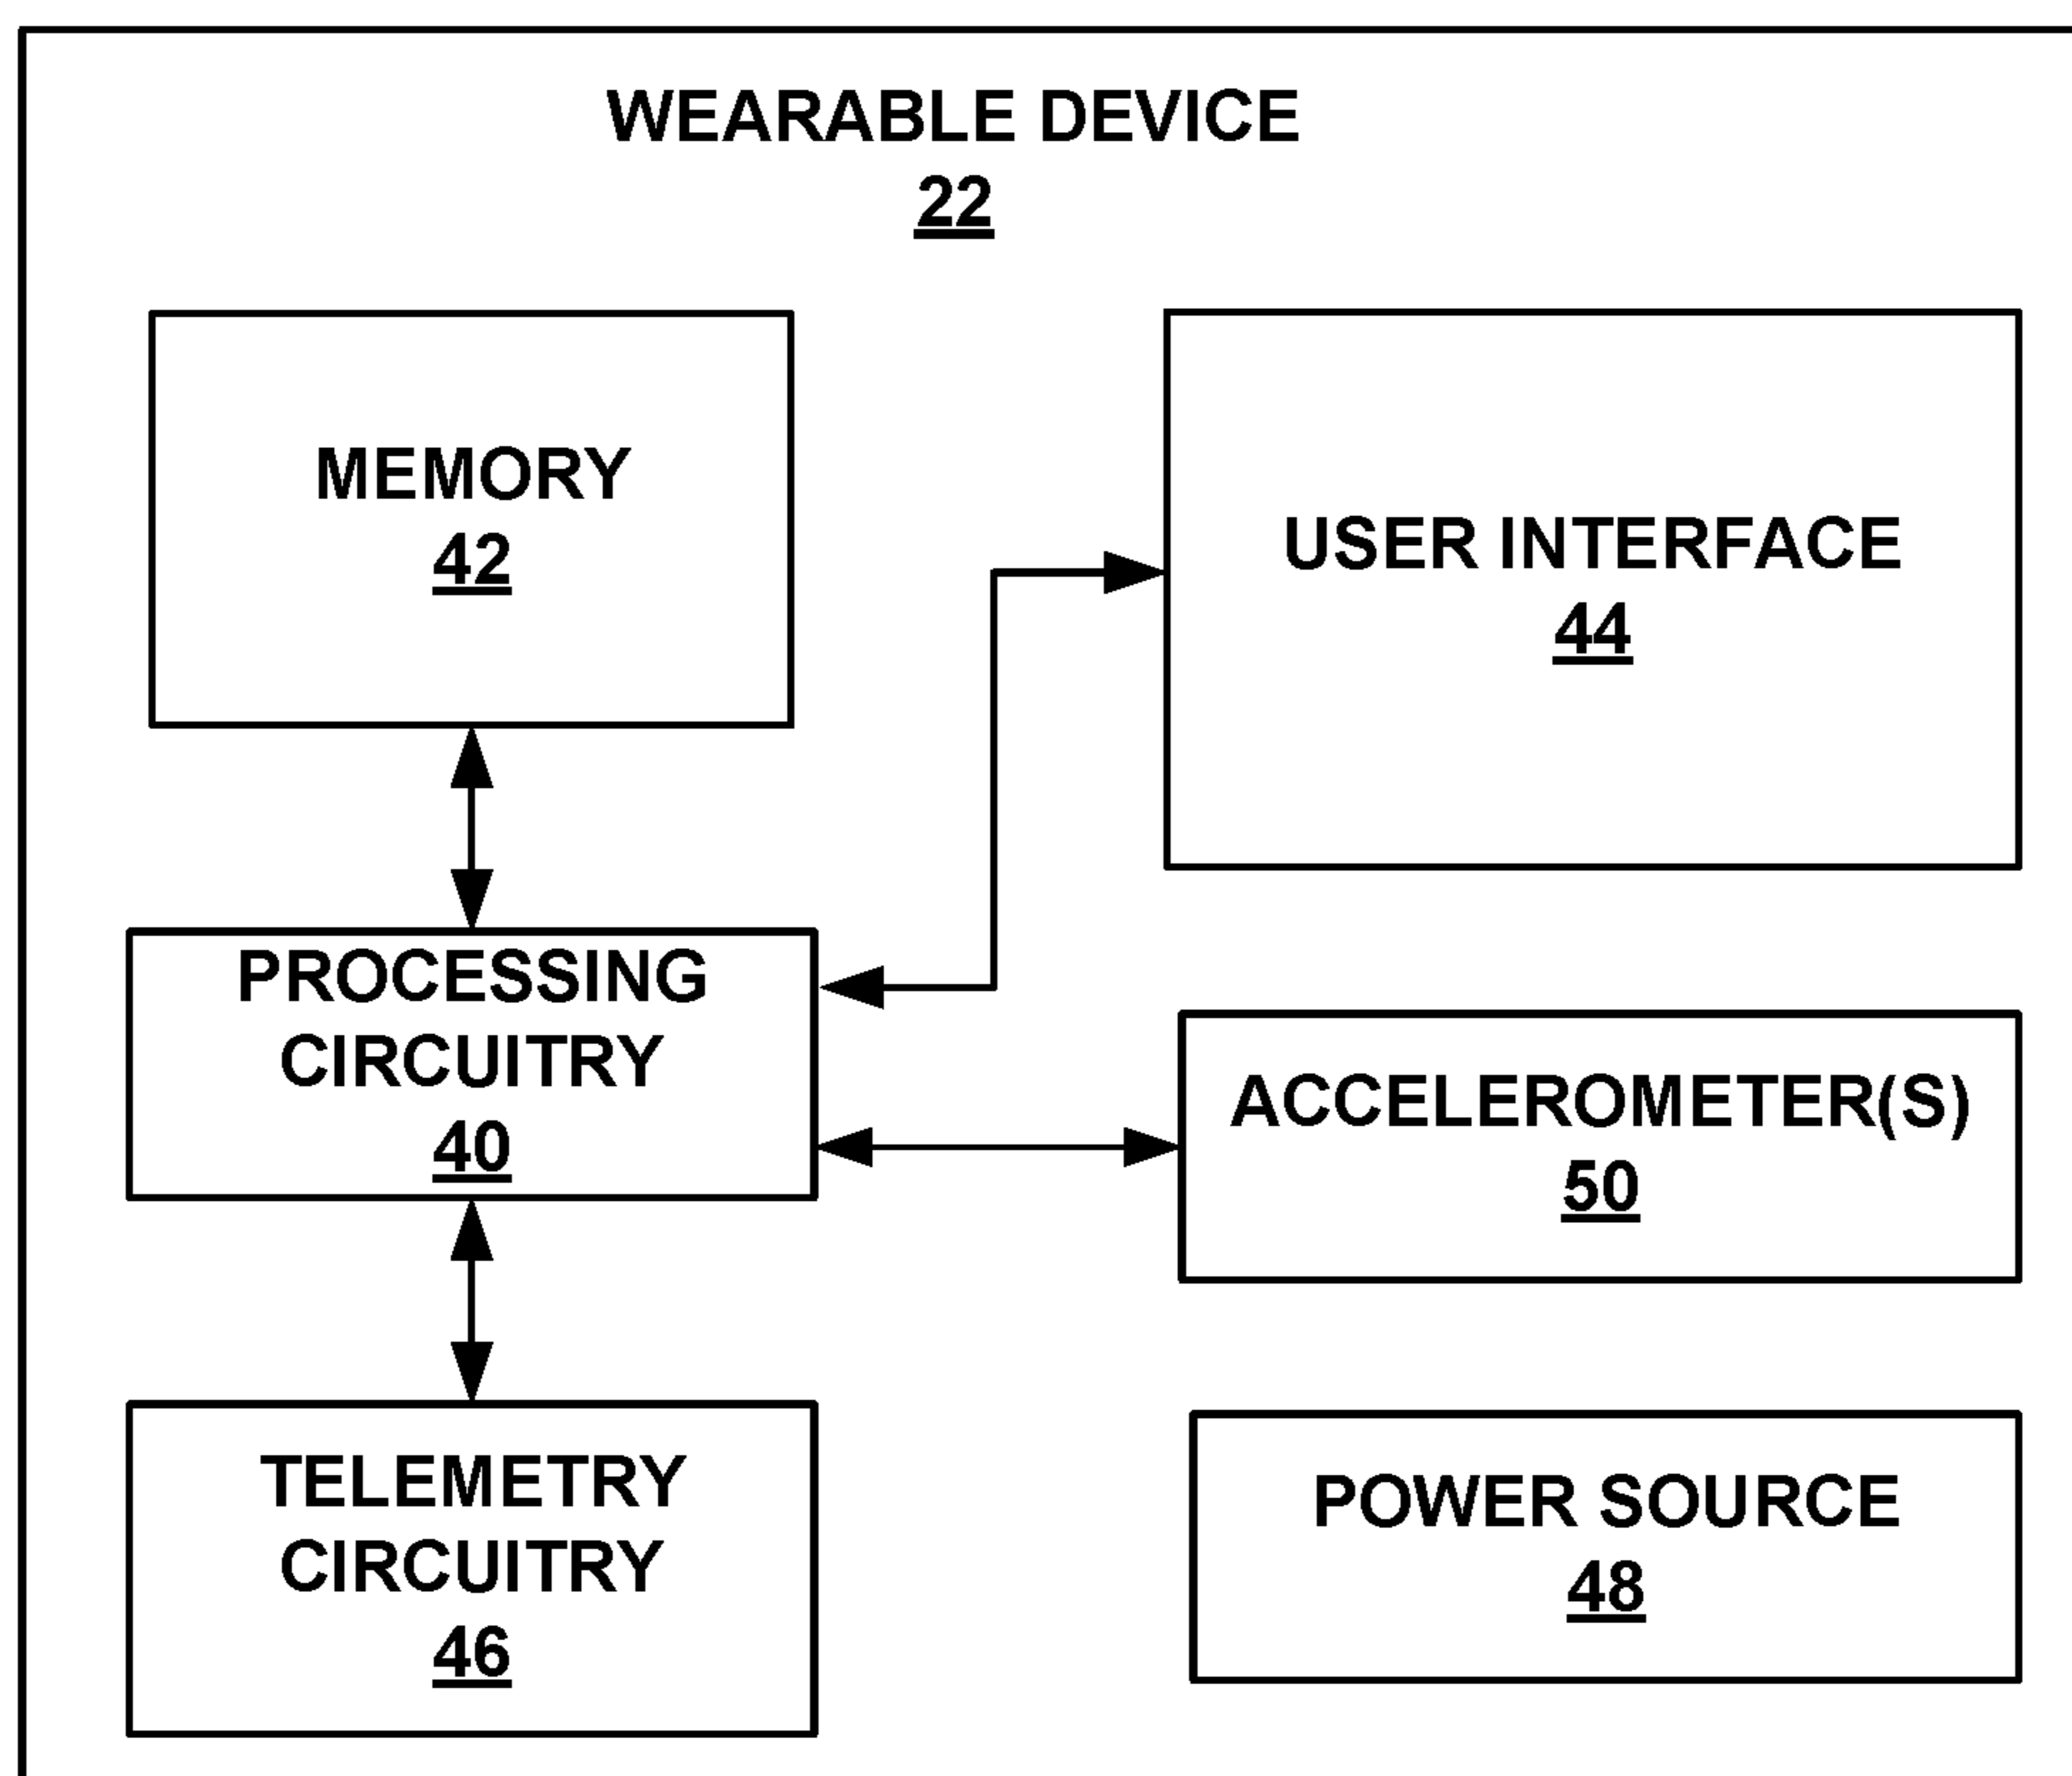 WEARABLE DEVICE
22
MEMORY
42
USER INTERFACE
44
PROCESSING
CIRCUITRY
40
ACCELEROMETER(S)
50
TELEMETRY
CIRCUITRY
46
POWER SOURCE
48